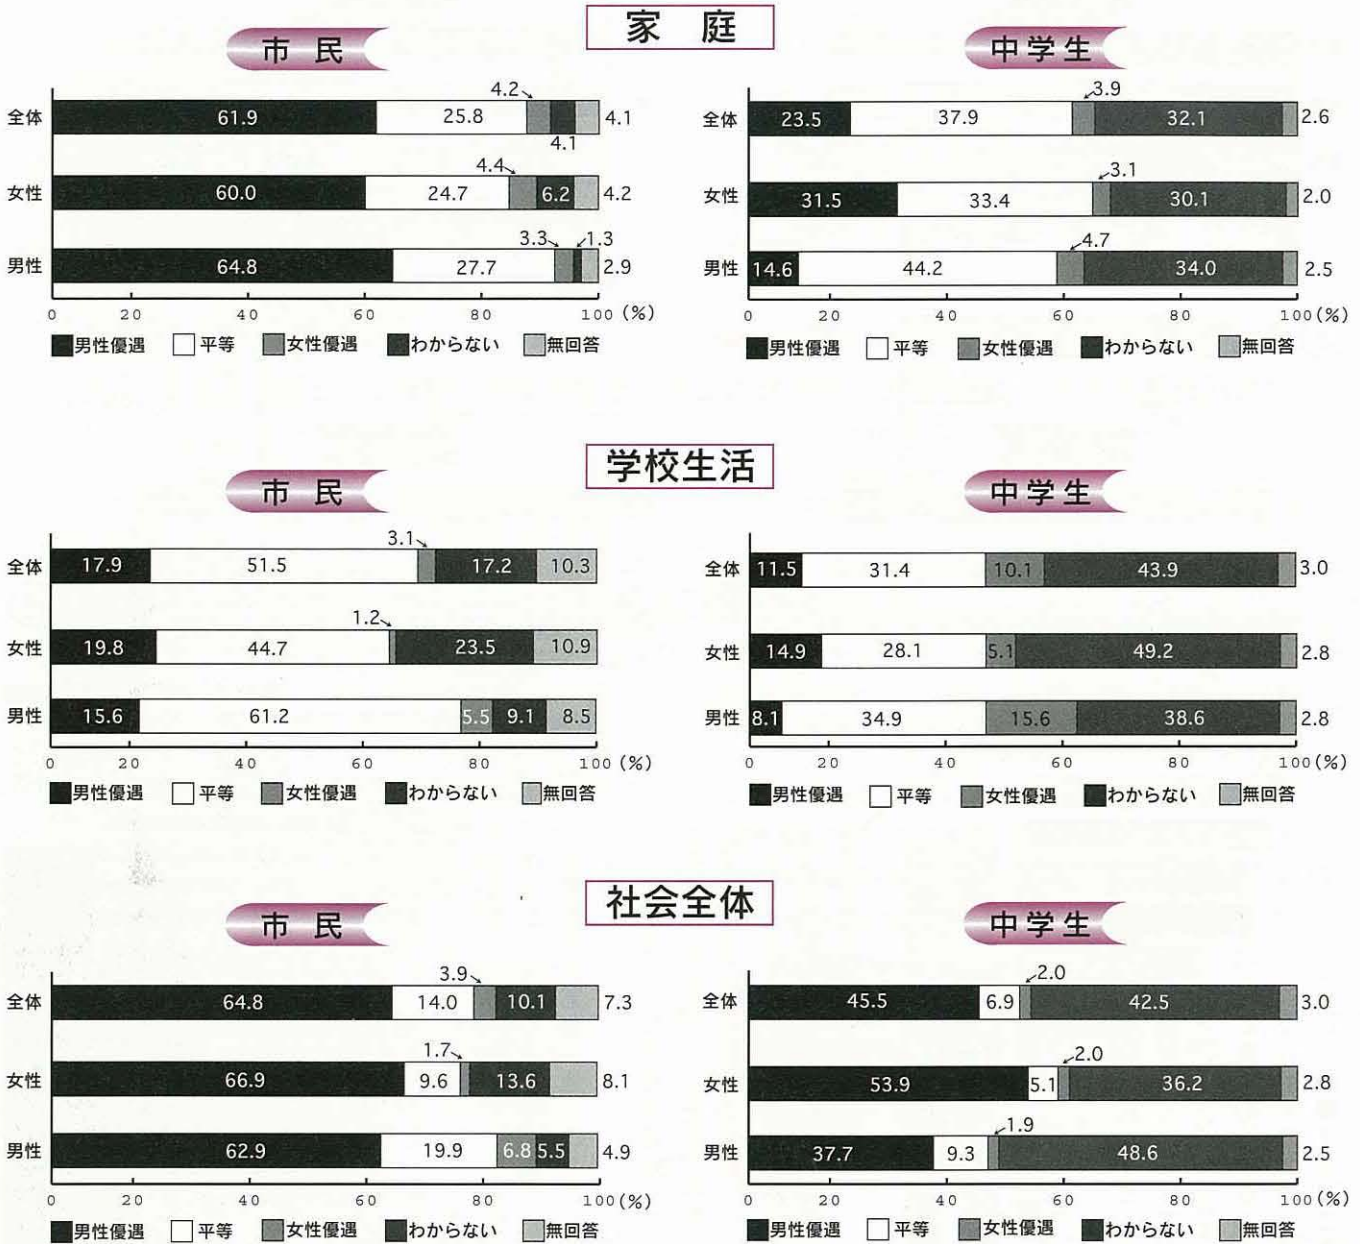 家 庭
市 民
4.2
全体 61.9 25.8 4.1
4.1
4.4
女性 60.0 24.7 6.2 4.2
3.3 1.3
男性 64.8 27.7 2.9
0 20 40 60 80 100 (%)
男性優遇 平等 女性優遇 わからない 無回答
中学生
3.9
全体 23.5 37.9 32.1 2.6
3.1
女性 31.5 33.4 30.1 2.0
4.7
男性 14.6 44.2 34.0 2.5
0 20 40 60 80 100 (%)
男性優遇 平等 女性優遇 わからない 無回答
学校生活
市 民
3.1
全体 17.9 51.5 17.2 10.3
1.2
女性 19.8 44.7 23.5 10.9
男性 15.6 61.2 5.5 9.1 8.5
0 20 40 60 80 100 (%)
男性優遇 平等 女性優遇 わからない 無回答
中学生
全体 11.5 31.4 10.1 43.9 3.0
女性 14.9 28.1 5.1 49.2 2.8
男性 8.1 34.9 15.6 38.6 2.8
0 20 40 60 80 100 (%)
男性優遇 平等 女性優遇 わからない 無回答
社会全体
市 民
3.9
全体 64.8 14.0 10.1 7.3
1.7
女性 66.9 9.6 13.6 8.1
男性 62.9 19.9 6.8 5.5 4.9
0 20 40 60 80 100 (%)
男性優遇 平等 女性優遇 わからない 無回答
中学生
2.0
全体 45.5 6.9 42.5 3.0
2.0
女性 53.9 5.1 36.2 2.8
1.9
男性 37.7 9.3 48.6 2.5
0 20 40 60 80 100 (%)
男性優遇 平等 女性優遇 わからない 無回答